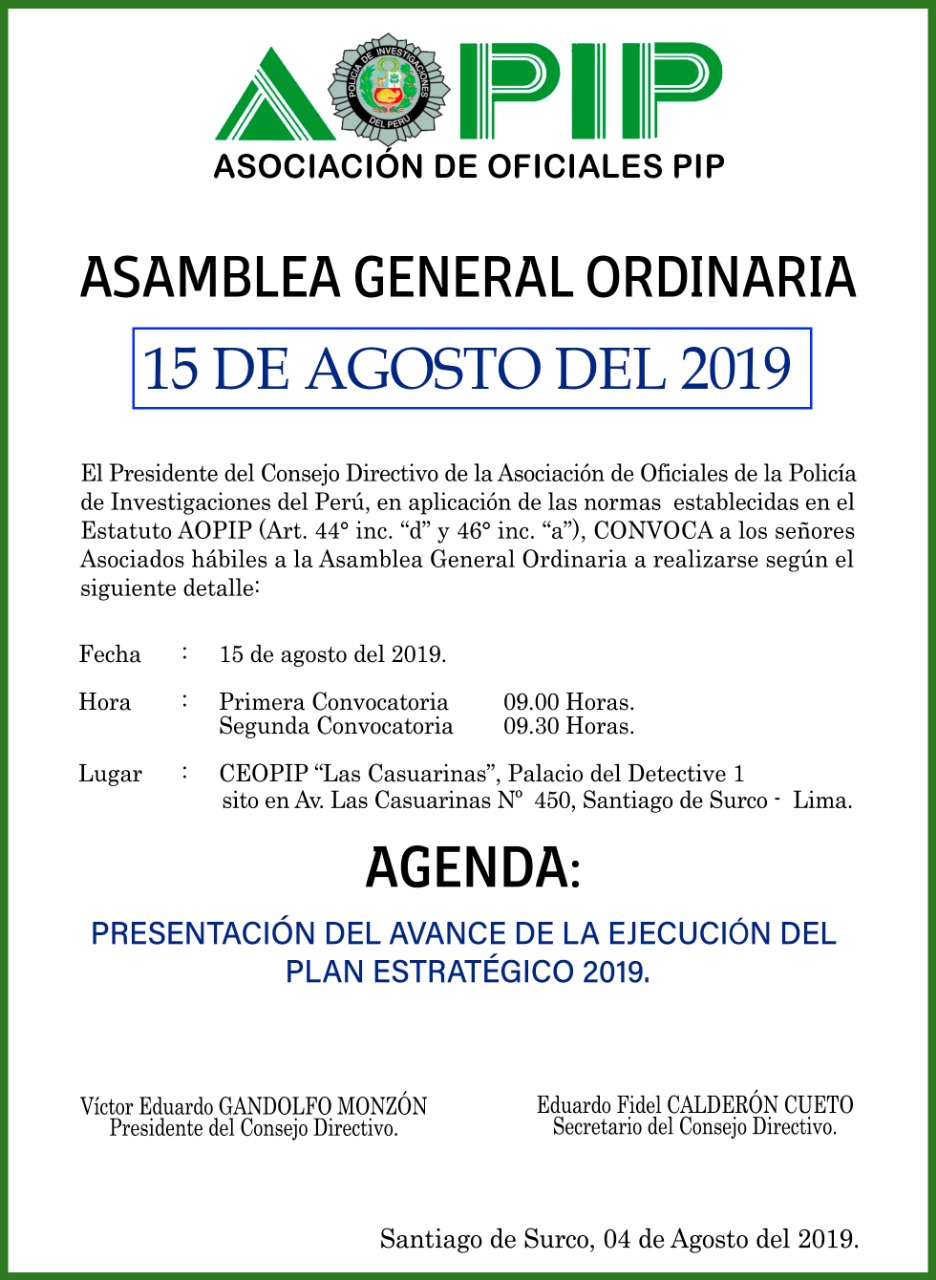 AOPIP
POLICIA DE INVESTIGACIONES
DEL PERU
ASOCIACIÓN DE OFICIALES PIP
ASAMBLEA GENERAL ORDINARIA
15 DE AGOSTO DEL 2019
El Presidente del Consejo Directivo de la Asociación de Oficiales de la Policía
de Investigaciones del Perú, en aplicación de las normas establecidas en el
Estatuto AOPIP (Art. 44° inc. “d” y 46° inc. “a”), CONVOCA a los señores
Asociados hábiles a la Asamblea General Ordinaria a realizarse según el
siguiente detalle:
Fecha : 15 de agosto del 2019.
Hora : Primera Convocatoria 09.00 Horas.
Segunda Convocatoria 09.30 Horas.
Lugar : CEOPIP “Las Casuarinas”, Palacio del Detective 1
sito en Av. Las Casuarinas Nº 450, Santiago de Surco - Lima.
AGENDA:
PRESENTACIÓN DEL AVANCE DE LA EJECUCIÓN DEL
PLAN ESTRATÉGICO 2019.
Víctor Eduardo GANDOLFO MONZÓN
Presidente del Consejo Directivo.
Eduardo Fidel CALDERÓN CUETO
Secretario del Consejo Directivo.
Santiago de Surco, 04 de Agosto del 2019.